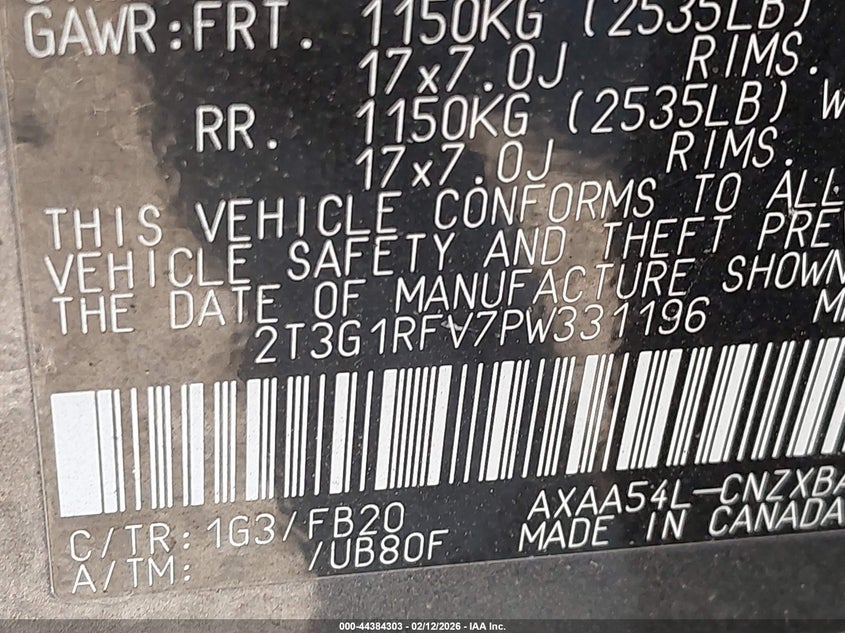 GAWR:FRT. 1150KG (2535LB)
17x7.0J RIMS.
RR. 1150KG (2535LB) W
17x7.0J RIMS.
THIS VEHICLE CONFORMS TO ALL
VEHICLE SAFETY AND THEFT PRE
THE DATE OF MANUFACTURE SHOWN
2T3G1RFV7PW331196
C/TR: 1G3/FB20 AXAA54L-CNZXBA
A/TM: /UB80F MADE IN CANADA
000-44384303 - 02/12/2026 - IAA Inc.